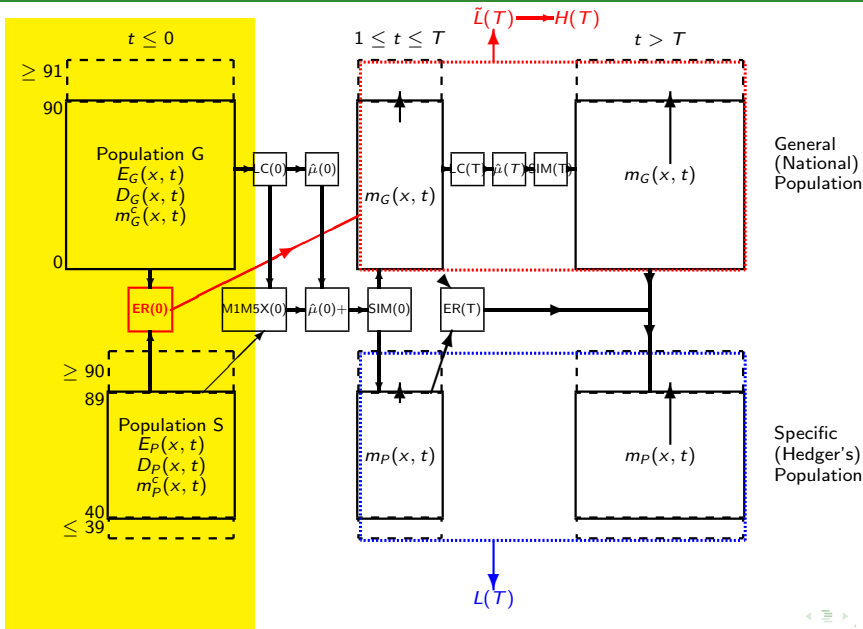 t ≤ 0
1 ≤ t ≤ T
L̃(T) → H(T)
t > T
≥ 91
90
Population G
E_G(x, t)
D_G(x, t)
m^c_G(x, t)
0
LC(0)
μ̂(0)
m_G(x, t)
LC(T)
μ̂(T)
SIM(T)
m_G(x, t)
General
(National)
Population
ER(0)
M1M5X(0)
μ̂(0)+
SIM(0)
ER(T)
≥ 90
89
Population S
E_P(x, t)
D_P(x, t)
m^c_P(x, t)
40
≤ 39
m_P(x, t)
m_P(x, t)
Specific
(Hedger's)
Population
L(T)